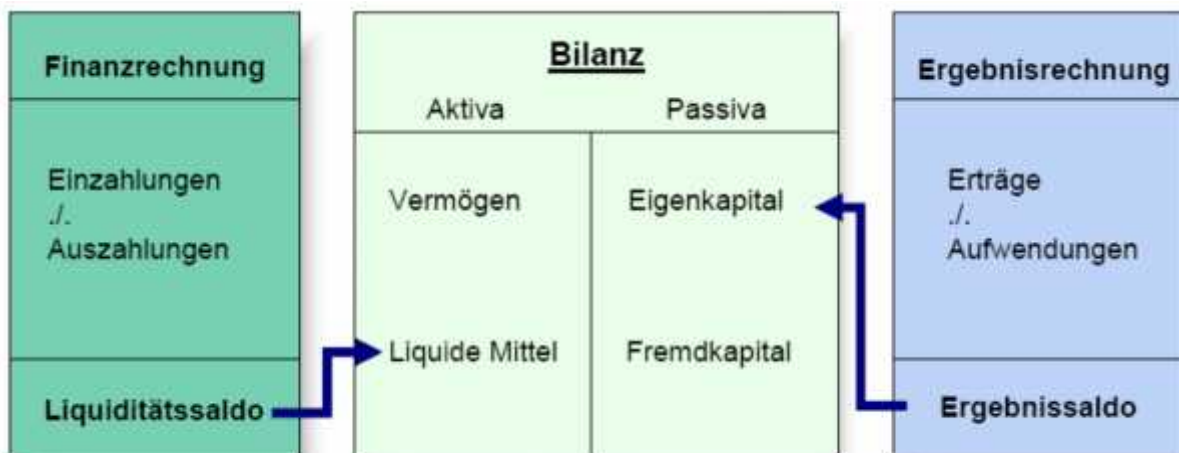 Finanzrechnung
Einzahlungen
./.
Auszahlungen
Liquiditätssaldo
Bilanz
Aktiva
Passiva
Vermögen
Eigenkapital
Liquide Mittel
Fremdkapital
Ergebnisrechnung
Erträge
./.
Aufwendungen
Ergebnissaldo